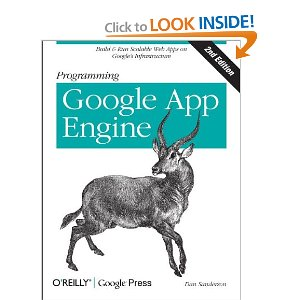 Click to LOOK INSIDE!
Build & Run Scalable Web Apps on
Google's Infrastructure
2nd Edition
Programming
Google App
Engine
O'REILLY® | Google Press
Dan Sanderson